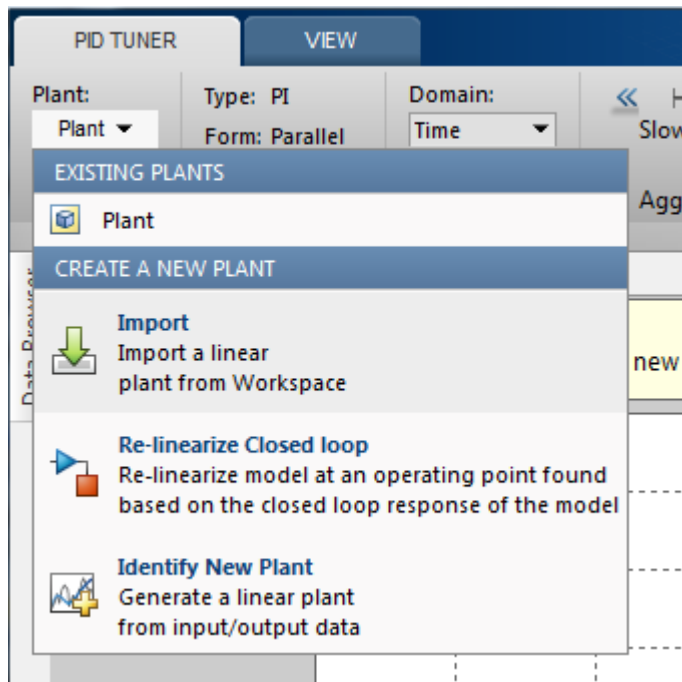 PID TUNER
VIEW
Plant:
Type: PI
Domain:
Plant
Form: Parallel
Time
Slow
EXISTING PLANTS
Plant
CREATE A NEW PLANT
Import
Import a linear
plant from Workspace
new
Re-linearize Closed loop
Re-linearize model at an operating point found
based on the closed loop response of the model
Identify New Plant
Generate a linear plant
from input/output data
Data Browser